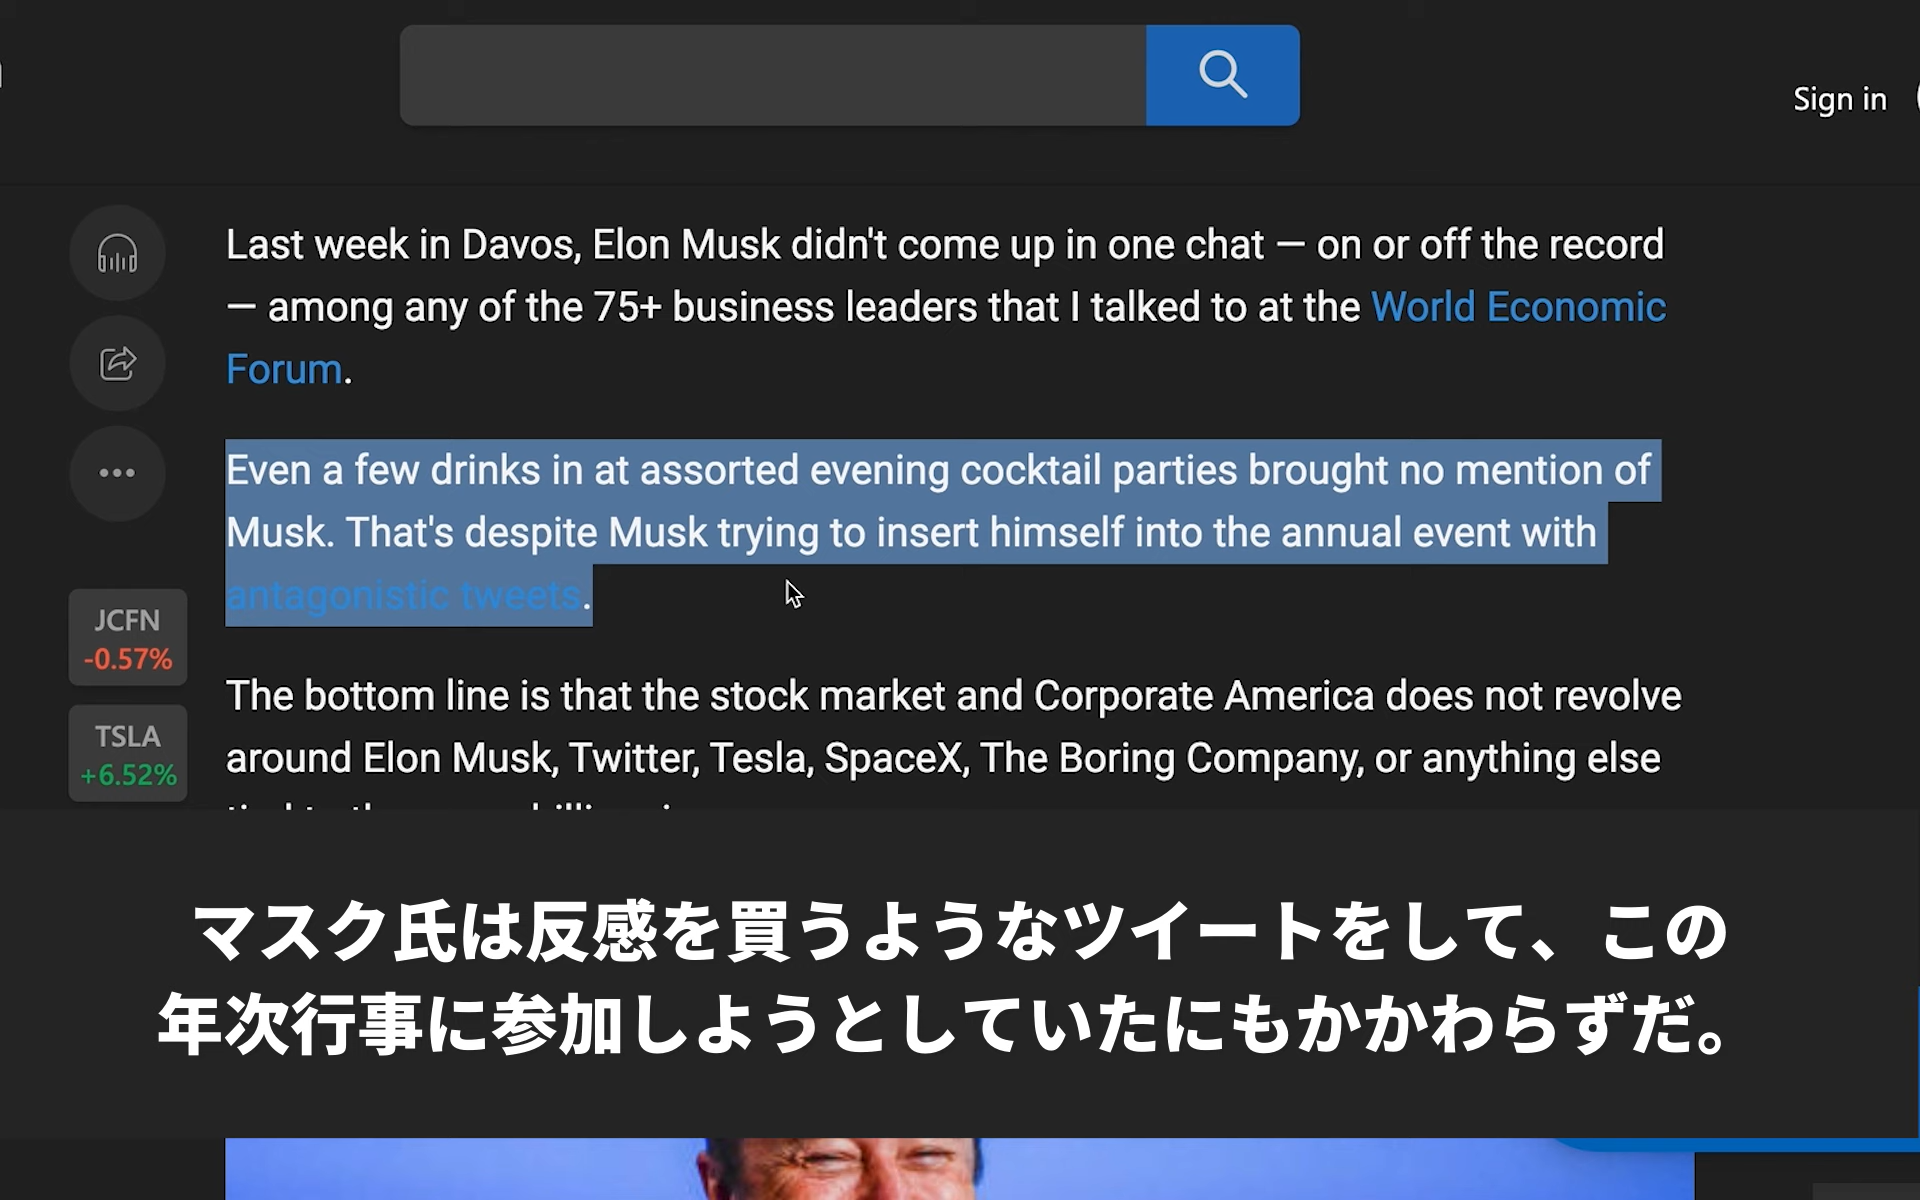 Sign in
Last week in Davos, Elon Musk didn't come up in one chat — on or off the record
— among any of the 75+ business leaders that I talked to at the World Economic
Forum.
Even a few drinks in at assorted evening cocktail parties brought no mention of
Musk. That's despite Musk trying to insert himself into the annual event with
antagonistic tweets.
JCFN
-0.57%
TSLA
+6.52%
The bottom line is that the stock market and Corporate America does not revolve
around Elon Musk, Twitter, Tesla, SpaceX, The Boring Company, or anything else
マスク氏は反感を買うようなツイートをして、この
年次行事に参加しようとしていたにもかかわらずだ。